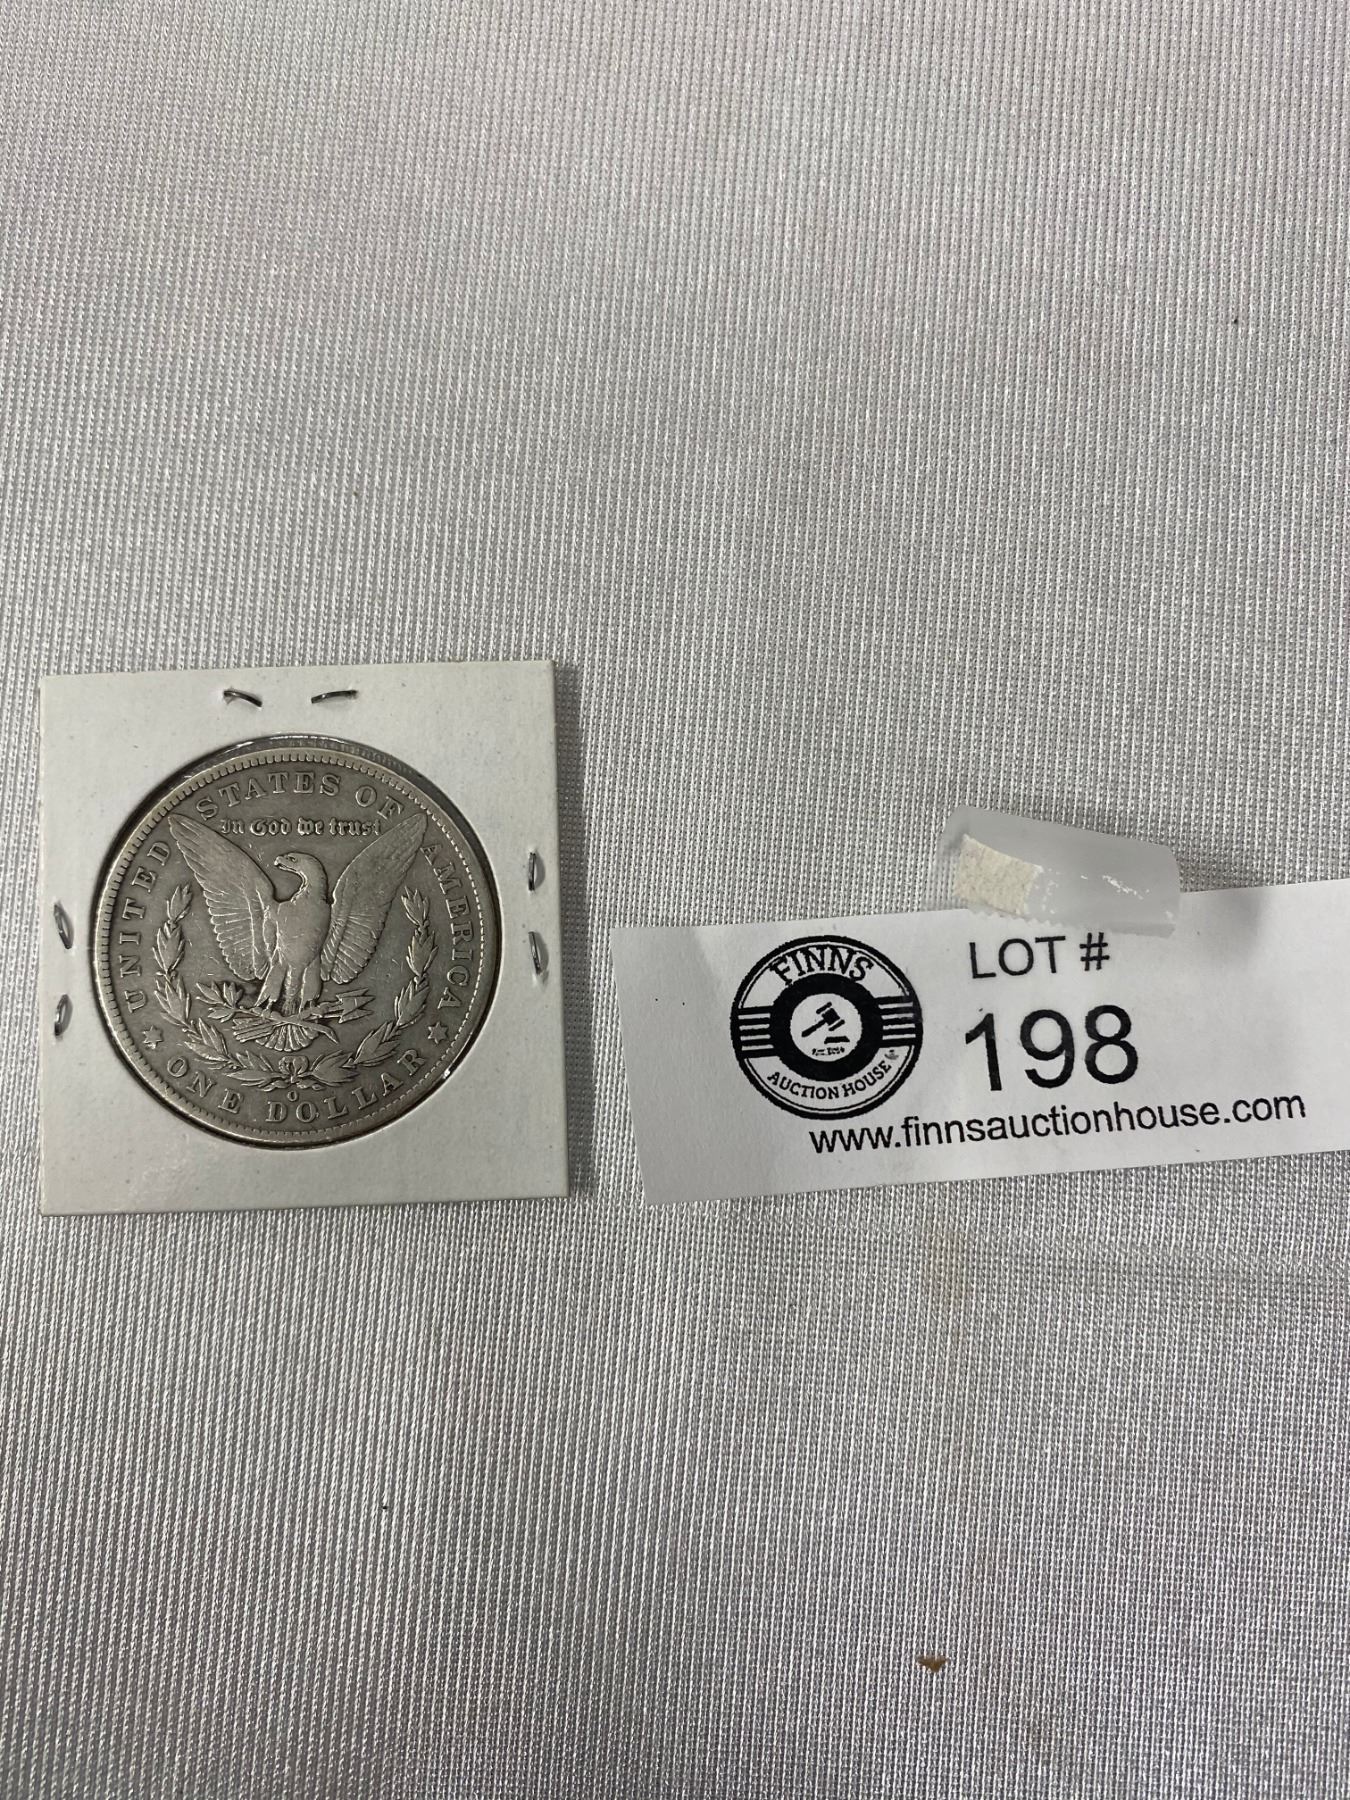 UNITED STATES OF AMERICA
In God we trust
O
ONE DOLLAR
FINNS
AUCTION HOUSE
LOT #
198
www.finnsauctionhouse.com